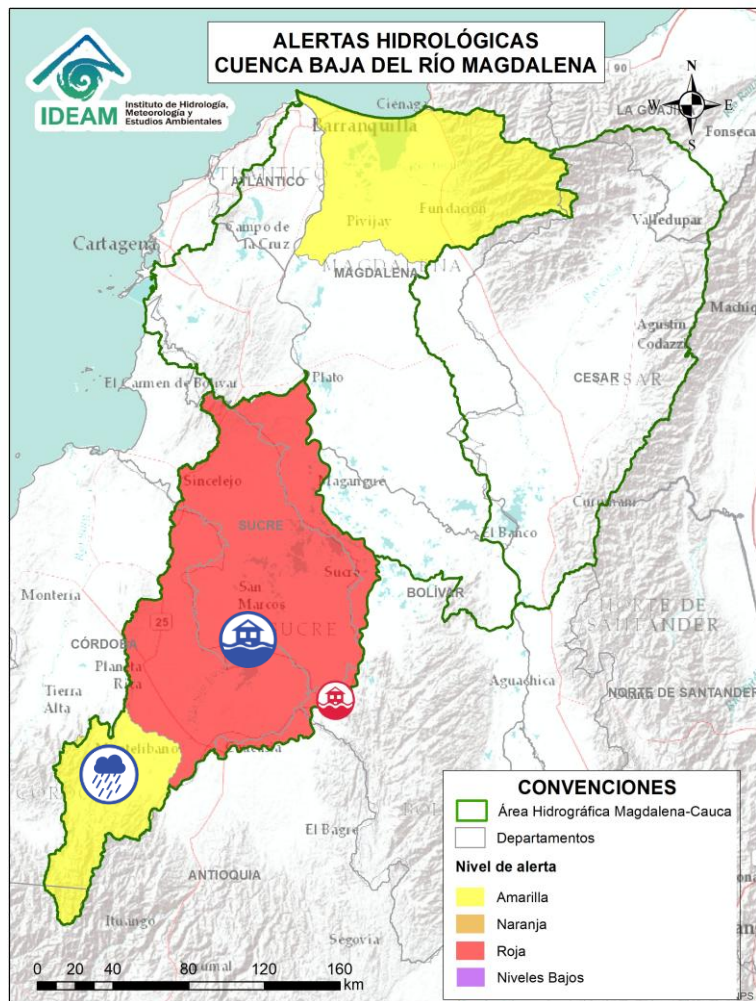 ALERTAS HIDROLÓGICAS
CUENCA BAJA DEL RÍO MAGDALENA
IDEAM
Instituto de Hidrología,
Meteorología y
Estudios Ambientales
N
W
E
S
90
Ciénaga
LA GUAJI
Barranquilla
Fonseca
ATLÁNTICO
Pivijay
Fundación
Valledupar
Campo de
la Cruz
Cartagena
MAGDALENA
MAGDALENA
Machiq
Agustín
Codazzi
El Carmen de Bolívar
Plato
CESAR
CESAR
Sincelejo
Magangué
SUCRE
El Banco
Sucre
San
Marcos
BOLÍVAR
NORTE DE
SANTANDER
Montería
25
SUCRE
CÓRDOBA
Planeta
Rica
Aguachica
Tierra
Alta
NORTE DE SANTANDER
El Bagre
ANTIOQUIA
Ituango
Segovia
CONVENCIONES
Área Hidrográfica Magdalena-Cauca
Departamentos
Nivel de alerta
Amarilla
Naranja
Roja
Niveles Bajos
0 20 40 80 120 160
km